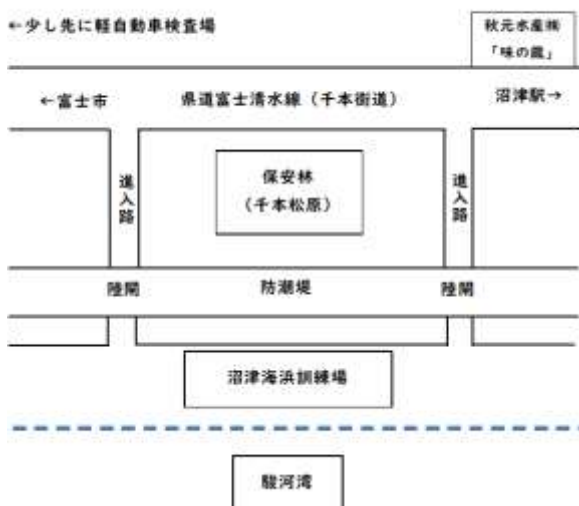 ←少し先に軽自動車検査場
秋元水産㈱
「味の蔵」
←富士市
県道富士清水線（千本街道）
沼津駅→
進入路
保安林
（千本松原）
進入路
陸閘
防潮堤
陸閘
沼津海浜訓練場
駿河湾